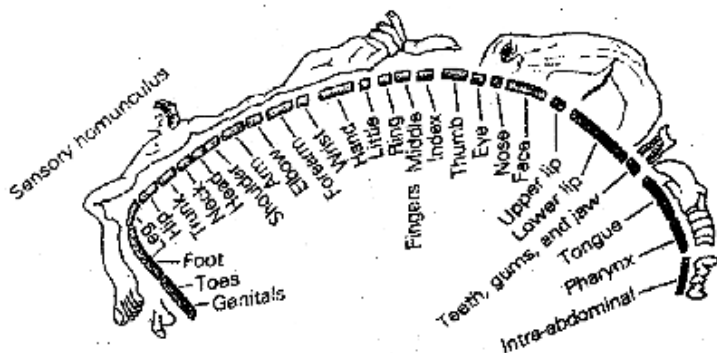 Sensory homunculus
Genitals
Toes
Foot
Leg
Hip
Trunk
Neck
Head
Shoulder
Arm
Elbow
Forearm
Wrist
Hand
Little
Ring
Middle
Index
Fingers
Thumb
Eye
Nose
Face
Upper lip
Lower lip
Teeth, gums, and jaw
Tongue
Pharynx
Intra-abdominal